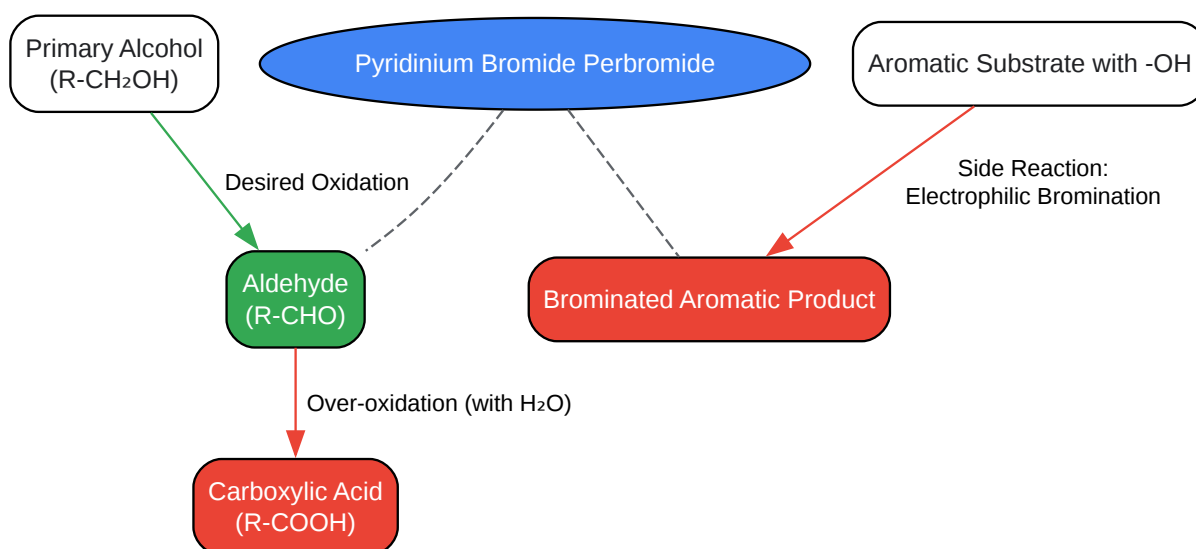 Primary Alcohol
(R-CH₂OH)
Pyridinium Bromide Perbromide
Aromatic Substrate with -OH
Desired Oxidation
Side Reaction:
Electrophilic Bromination
Aldehyde
(R-CHO)
Brominated Aromatic Product
Over-oxidation (with H₂O)
Carboxylic Acid
(R-COOH)